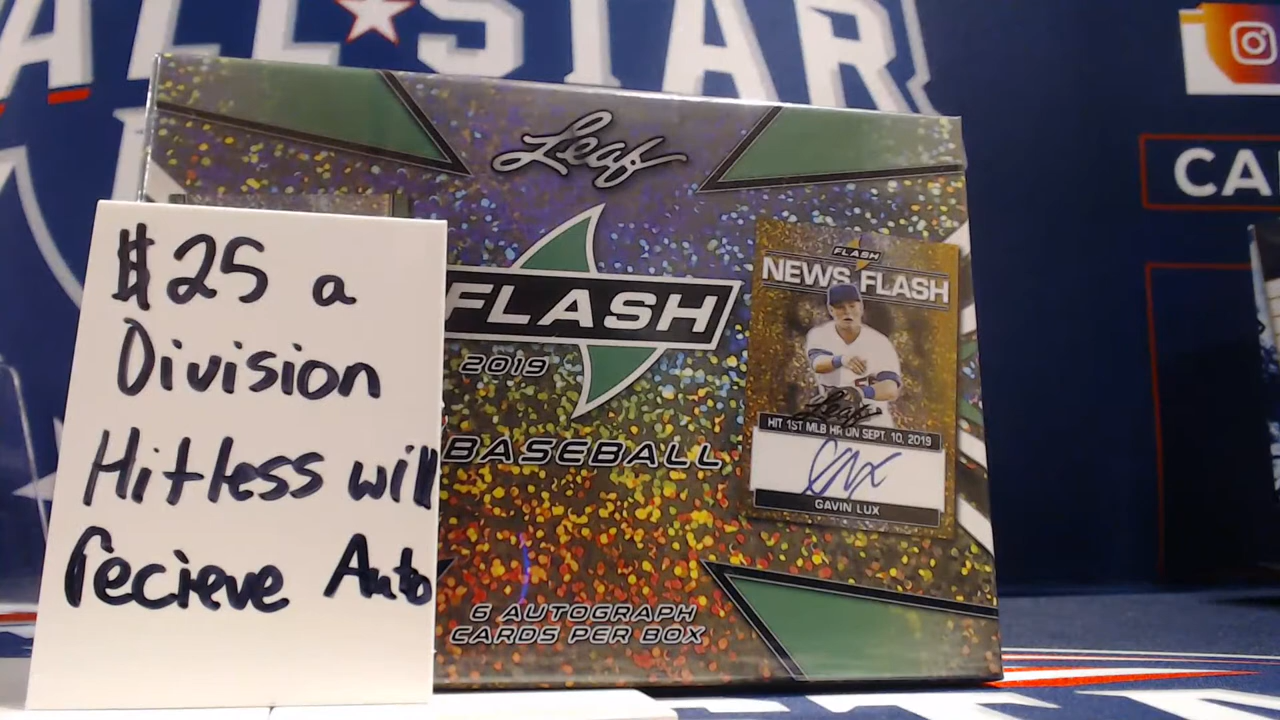 ALL★STAR
CA
Leaf
FLASH
2019
BASEBALL
6 AUTOGRAPH
CARDS PER BOX
FLASH
NEWS FLASH
Leaf
HIT 1ST MLB HR ON SEPT. 10, 2019
GAVIN LUX
$25 a
Division
Hitless will
recieve Auto